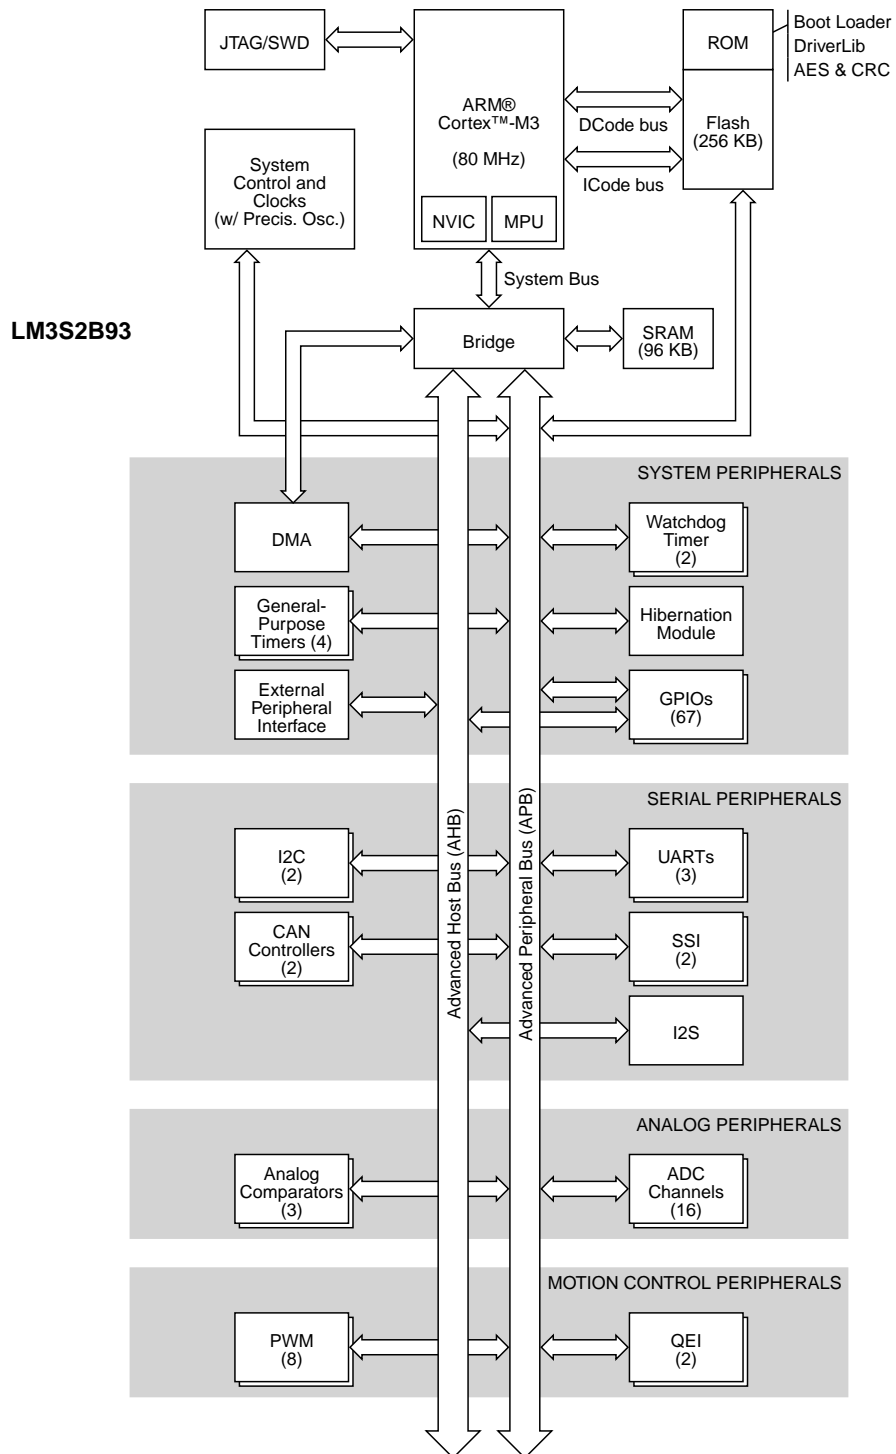 JTAG/SWD
ARM®
Cortex™-M3
(80 MHz)
NVIC
MPU
ROM
Boot Loader
DriverLib
AES & CRC
Flash
(256 KB)
DCode bus
ICode bus
System
Control and
Clocks
(w/ Precis. Osc.)
System Bus
LM3S2B93
Bridge
SRAM
(96 KB)
SYSTEM PERIPHERALS
DMA
Watchdog
Timer
(2)
General-
Purpose
Timers (4)
Hibernation
Module
External
Peripheral
Interface
GPIOs
(67)
Advanced Host Bus (AHB)
Advanced Peripheral Bus (APB)
SERIAL PERIPHERALS
I2C
(2)
UARTs
(3)
CAN
Controllers
(2)
SSI
(2)
I2S
ANALOG PERIPHERALS
Analog
Comparators
(3)
ADC
Channels
(16)
MOTION CONTROL PERIPHERALS
PWM
(8)
QEI
(2)